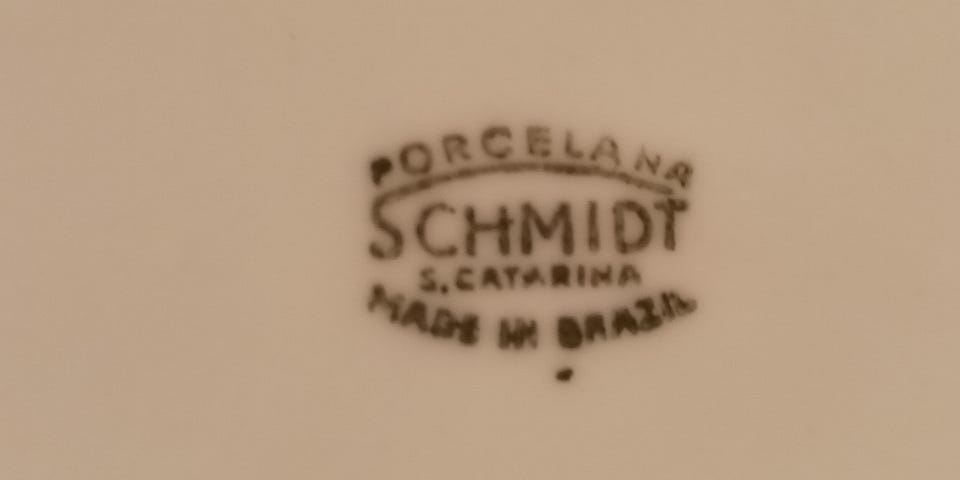 PORCELANA
SCHMIDT
S. CATARINA
MADE IN BRAZIL